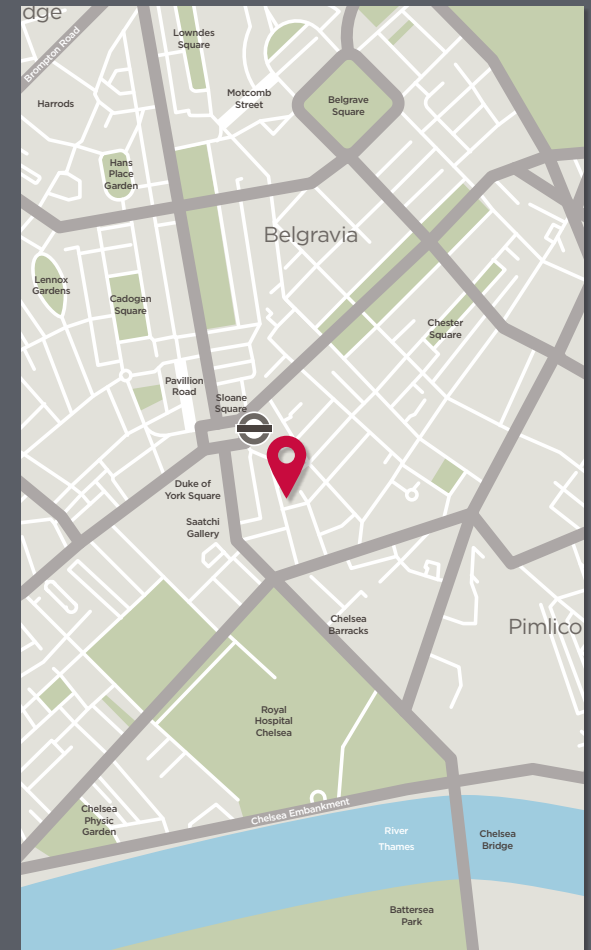 dge
Brompton Road
Lowndes
Square
Harrods
Motcomb
Street
Belgrave
Square
Hans
Place
Garden
Belgravia
Lennox
Gardens
Cadogan
Square
Chester
Square
Pavillion
Road
Sloane
Square
Duke of
York Square
Saatchi
Gallery
Chelsea
Barracks
Pimlico
Royal
Hospital
Chelsea
Chelsea
Physic
Garden
Chelsea Embankment
River
Thames
Chelsea
Bridge
Battersea
Park